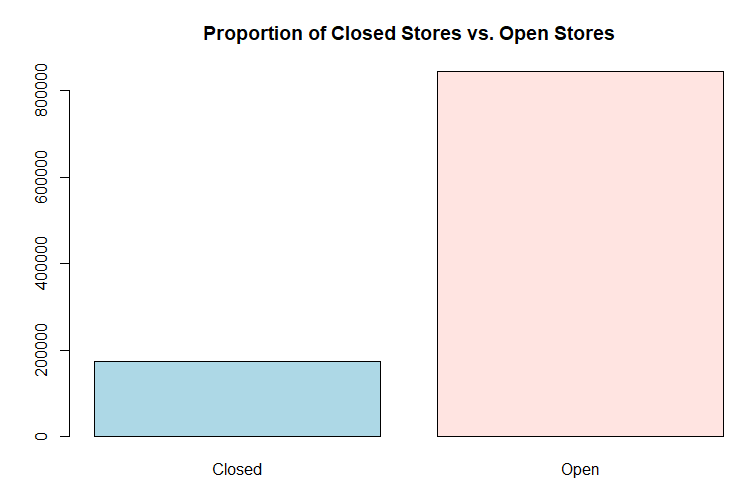 Proportion of Closed Stores vs. Open Stores
800000
600000
400000
200000
0
Closed Open